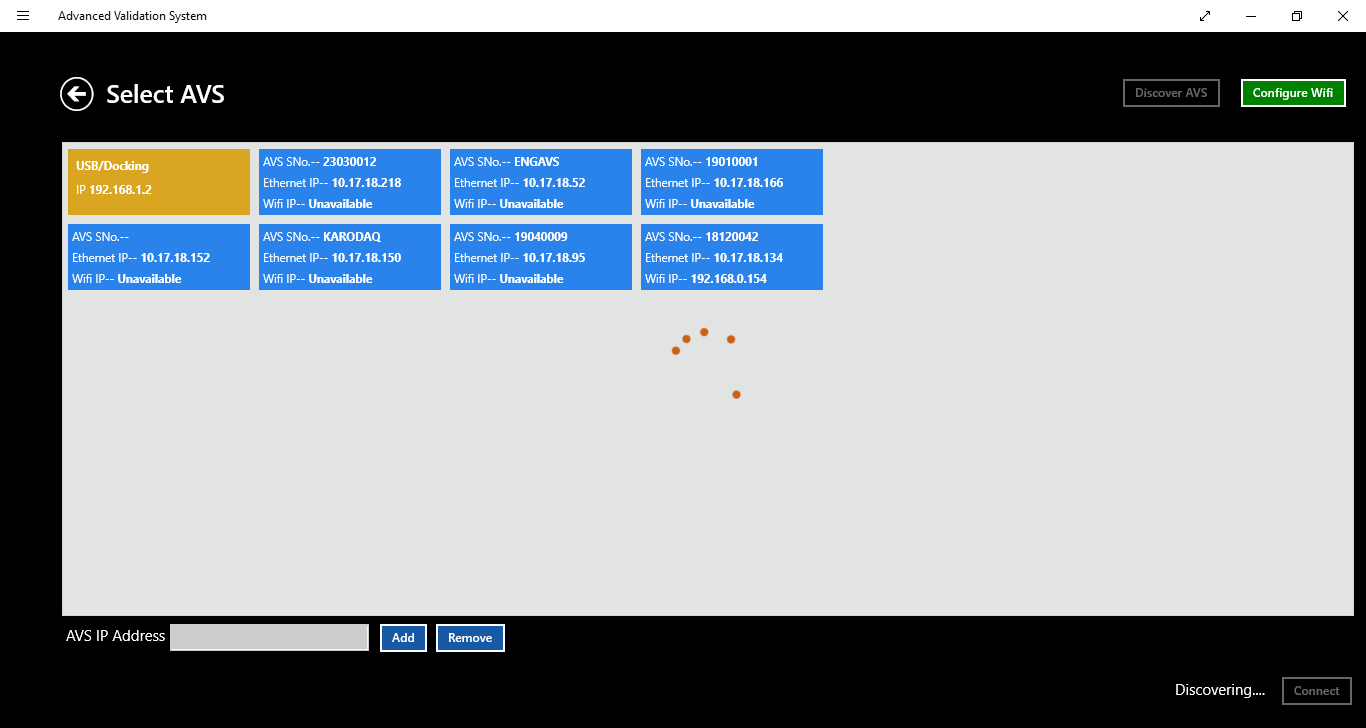 Advanced Validation System
Select AVS
Discover AVS
Configure Wifi
USB/Docking
IP 192.168.1.2
AVS SNo.-- 23030012
Ethernet IP-- 10.17.18.218
Wifi IP-- Unavailable
AVS SNo.-- ENGAVS
Ethernet IP-- 10.17.18.52
Wifi IP-- Unavailable
AVS SNo.-- 19010001
Ethernet IP-- 10.17.18.166
Wifi IP-- Unavailable
AVS SNo.--
Ethernet IP-- 10.17.18.152
Wifi IP-- Unavailable
AVS SNo.-- KARODAQ
Ethernet IP-- 10.17.18.150
Wifi IP-- Unavailable
AVS SNo.-- 19040009
Ethernet IP-- 10.17.18.95
Wifi IP-- Unavailable
AVS SNo.-- 18120042
Ethernet IP-- 10.17.18.134
Wifi IP-- 192.168.0.154
AVS IP Address
Add
Remove
Discovering....
Connect